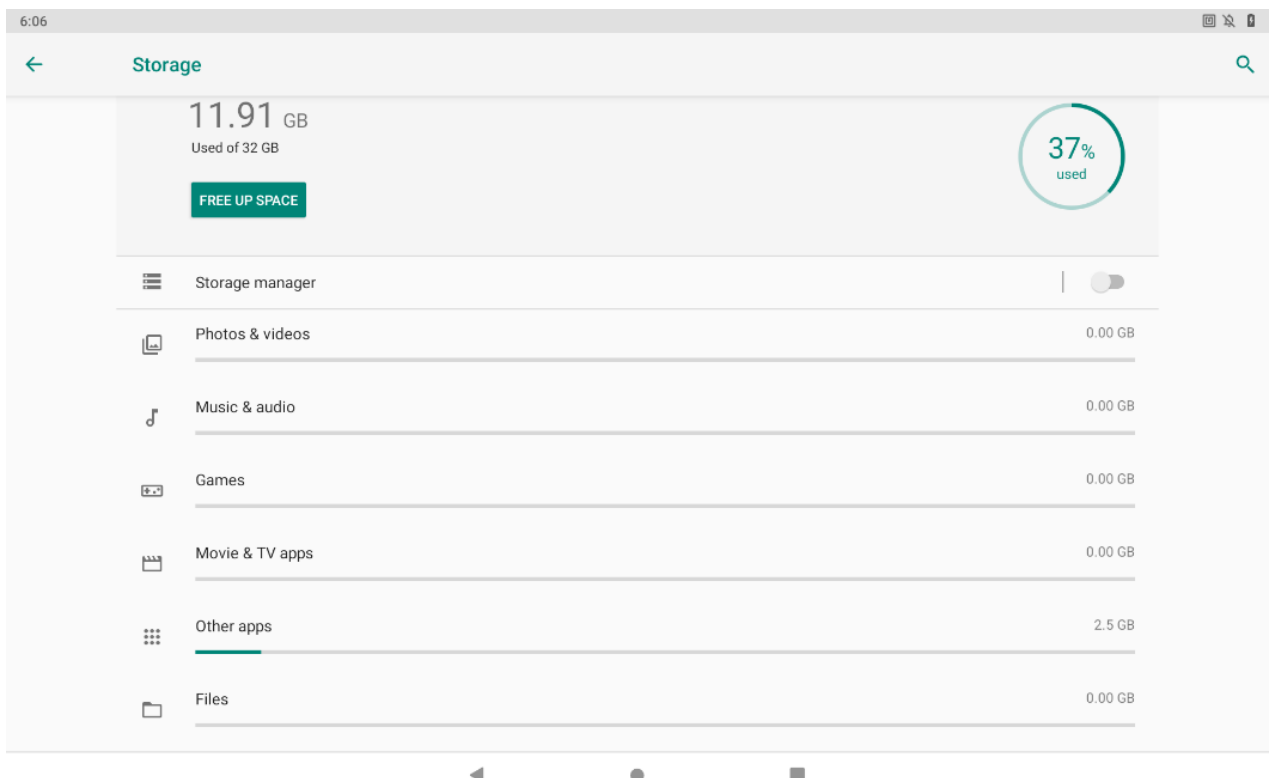 6:06
Storage
11.91 GB
Used of 32 GB
37%
used
FREE UP SPACE
Storage manager
Photos & videos 0.00 GB
Music & audio 0.00 GB
Games 0.00 GB
Movie & TV apps 0.00 GB
Other apps 2.5 GB
Files 0.00 GB